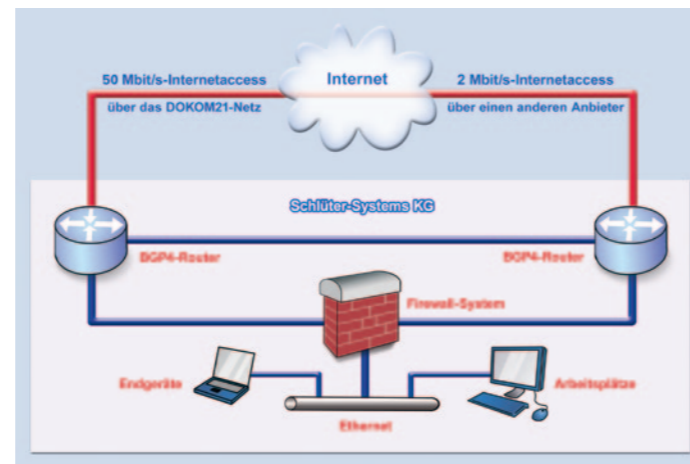 50 Mbit/s-Internetaccess
über das DOKOM21-Netz
Internet
2 Mbit/s-Internetaccess
über einen anderen Anbieter
Schlüter-Systems KG
BGP4-Router
BGP4-Router
Firewall-System
Endgeräte
Arbeitsplätze
Ethernet